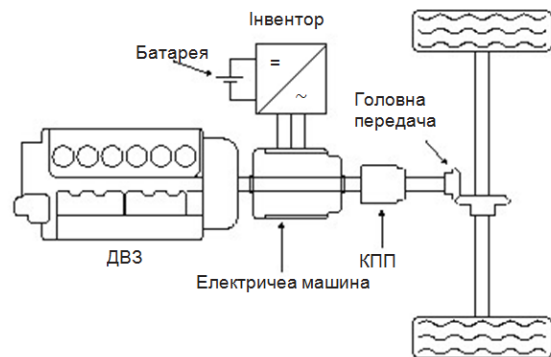 Інвентор
Батарея
=
~
Головна
передача
ДВЗ
Електричеа машина
КПП